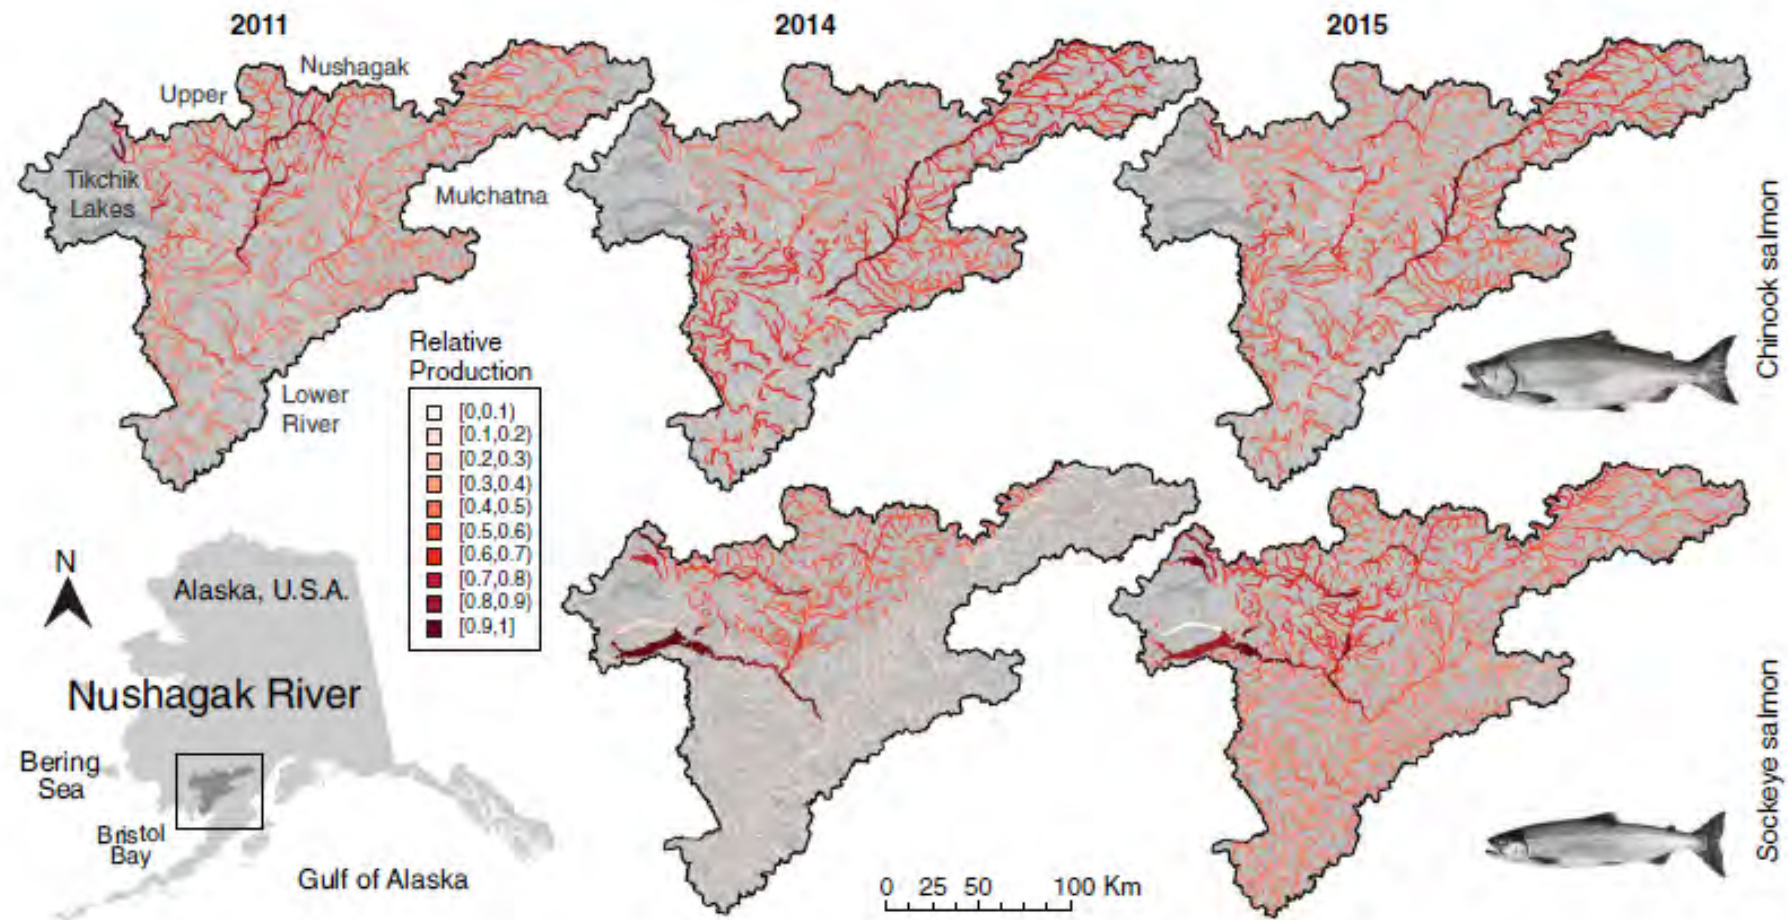 2011
2014
2015
Nushagak
Upper
Tikchik
Lakes
Mulchatna
Lower
River
Relative
Production
[0,0.1)
[0.1,0.2)
[0.2,0.3)
[0.3,0.4)
[0.4,0.5)
[0.5,0.6)
[0.6,0.7)
[0.7,0.8)
[0.8,0.9)
[0.9,1]
Chinook salmon
N
Alaska, U.S.A.
Nushagak River
Bering
Sea
Bristol
Bay
Gulf of Alaska
0 25 50 100 Km
Sockeye salmon